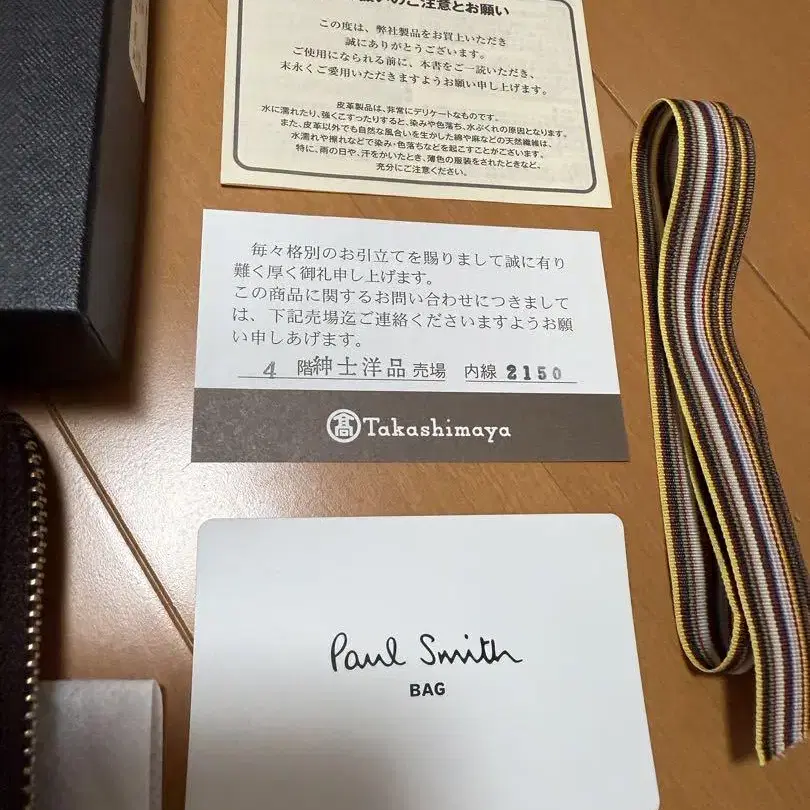 いのご注意とお願い
この度は、弊社製品をお買上いただき
誠にありがとうございます。
ご使用になられる前に、本書をご一読いただき、
末永くご愛用いただきますようお願い申し上げます。
皮革製品は、非常にデリケートなものです。
水に濡れたり、強くこすったりすると、染みや色落ち、水ぶくれの原因となります。
また、皮革以外でも自然な風合いを生かした綿や麻などの天然繊維は、
水濡れや擦れなどで染み・色落ちなどを起こすことがございます。
特に、雨の日や、汗をかいたとき、薄色の服装をされたときなど、
充分にご注意ください。
毎々格別のお引立てを賜りまして誠に有り
難く厚く御礼申し上げます。
この商品に関するお問い合わせにつきまして
は、下記売場迄ご連絡くださいますようお願
い申しあげます。
4 階 紳士洋品 売場 内線 2150
髙 Takashimaya
Paul Smith
BAG